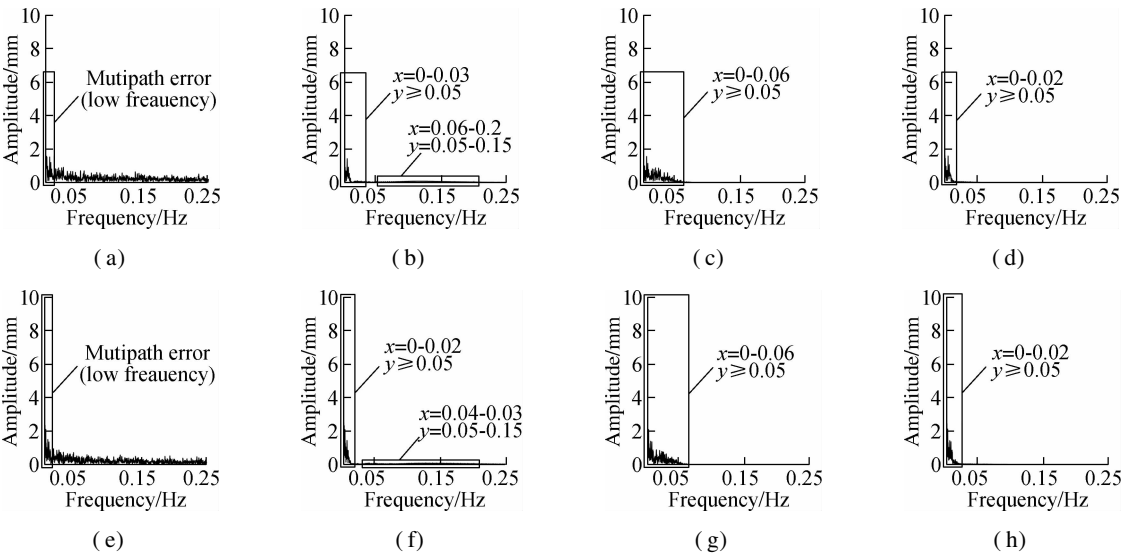 10
8
6
4
2
0
Amplitude/mm
Mutipath error
(low freauency)
0.05 0.15 0.25
Frequency/Hz
(a)
10
8
6
4
2
0
Amplitude/mm
x=0-0.03
y≥0.05
x=0.06-0.2
y=0.05-0.15
0.05 0.15 0.25
Frequency/Hz
(b)
10
8
6
4
2
0
Amplitude/mm
x=0-0.06
y≥0.05
0.05 0.15 0.25
Frequency/Hz
(c)
10
8
6
4
2
0
Amplitude/mm
x=0-0.02
y≥0.05
0.05 0.15 0.25
Frequency/Hz
(d)
10
8
6
4
2
0
Amplitude/mm
Mutipath error
(low freauency)
0.05 0.15 0.25
Frequency/Hz
(e)
10
8
6
4
2
0
Amplitude/mm
x=0-0.02
y≥0.05
x=0.04-0.03
y=0.05-0.15
0.05 0.15 0.25
Frequency/Hz
(f)
10
8
6
4
2
0
Amplitude/mm
x=0-0.06
y≥0.05
0.05 0.15 0.25
Frequency/Hz
(g)
10
8
6
4
2
0
Amplitude/mm
x=0-0.02
y≥0.05
0.05 0.15 0.25
Frequency/Hz
(h)